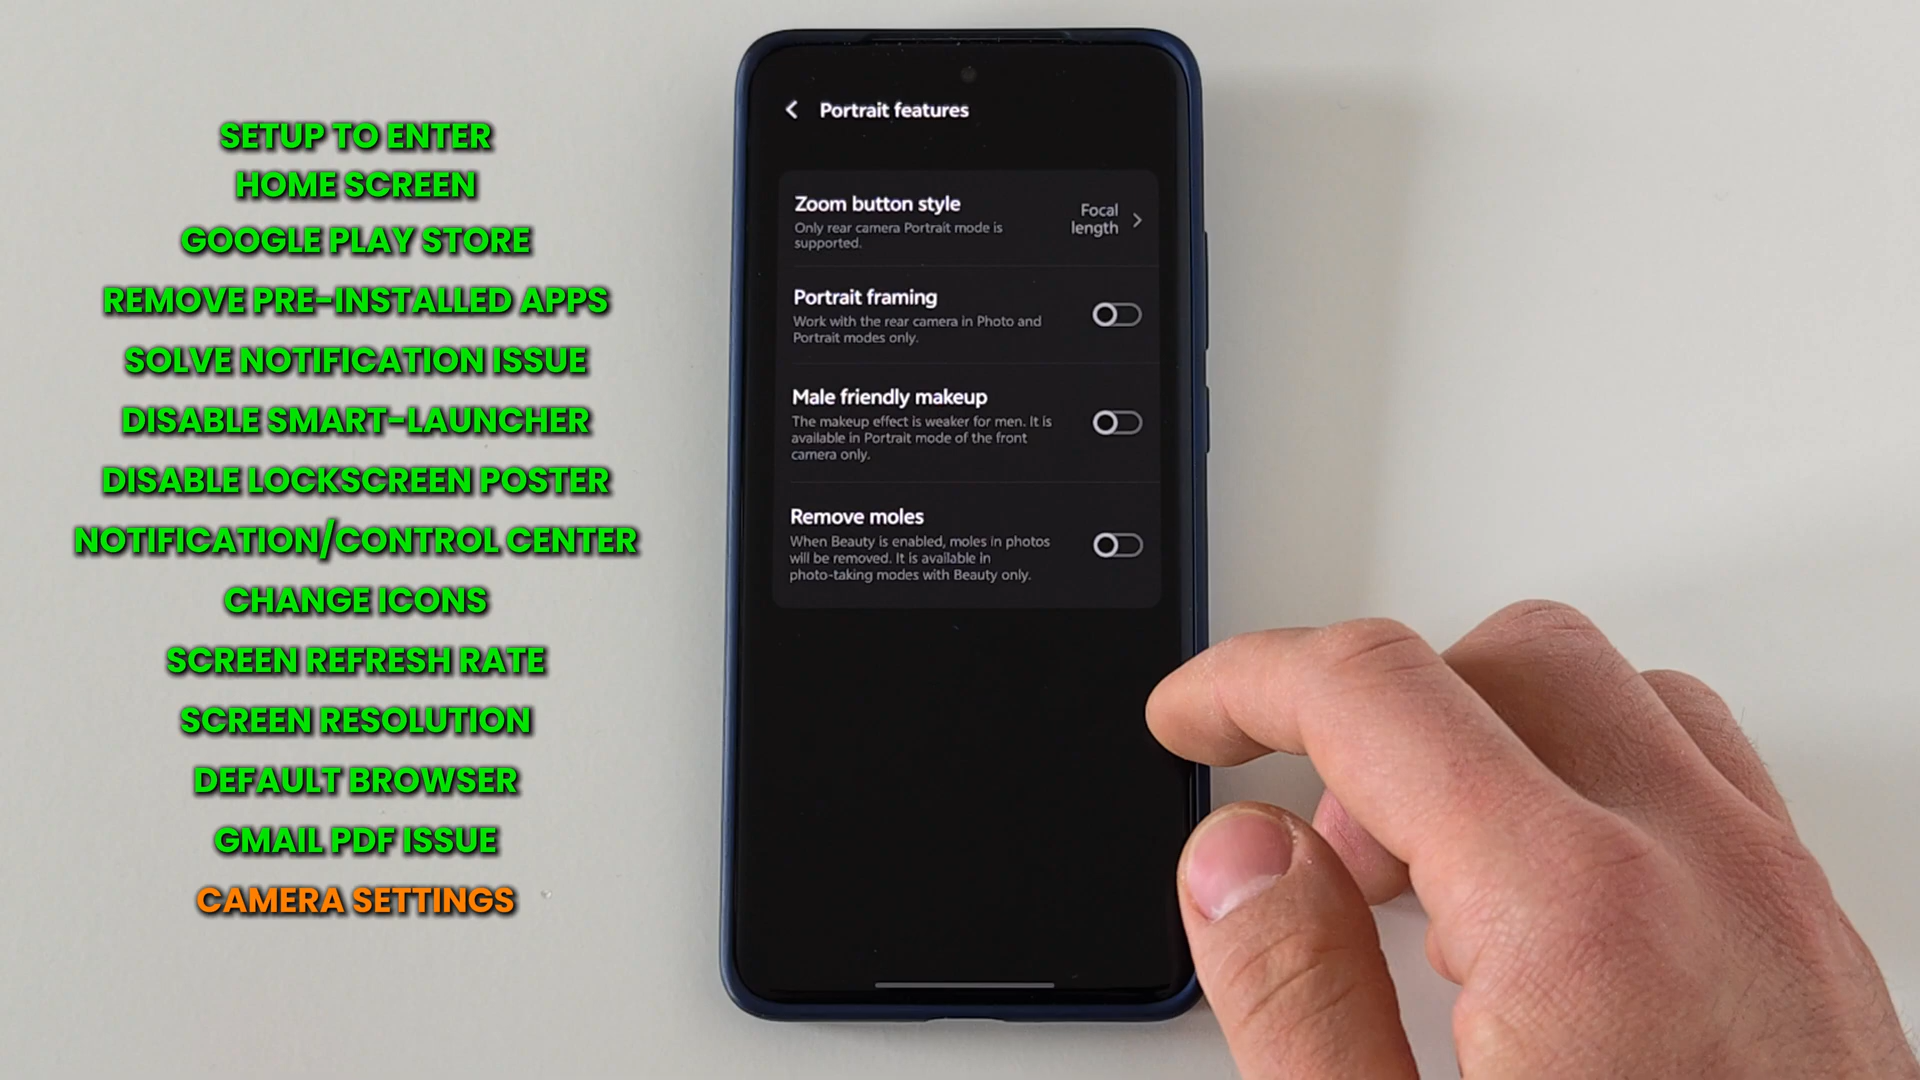 SETUP TO ENTER
HOME SCREEN
GOOGLE PLAY STORE
REMOVE PRE-INSTALLED APPS
SOLVE NOTIFICATION ISSUE
DISABLE SMART-LAUNCHER
DISABLE LOCKSCREEN POSTER
NOTIFICATION/CONTROL CENTER
CHANGE ICONS
SCREEN REFRESH RATE
SCREEN RESOLUTION
DEFAULT BROWSER
GMAIL PDF ISSUE
CAMERA SETTINGS
Portrait features
Zoom button style
Only rear camera Portrait mode is
supported.
Focal
length
Portrait framing
Work with the rear camera in Photo and
Portrait modes only.
Male friendly makeup
The makeup effect is weaker for men. It is
available in Portrait mode of the front
camera only.
Remove moles
When Beauty is enabled, moles in photos
will be removed. It is available in
photo-taking modes with Beauty only.